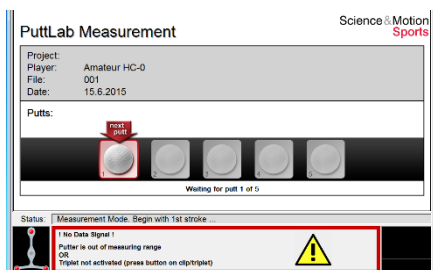 PuttLab Measurement
Science&Motion
Sports
Project:
Player: Amateur HC-0
File: 001
Date: 15.6.2015
Putts:
next
putt
1 2 3 4 5
Waiting for putt 1 of 5
Status: Measurement Mode. Begin with 1st stroke ...
! No Data Signal !
Putter is out of measuring range
OR
Triplet not activated (press button on clip/triplet)